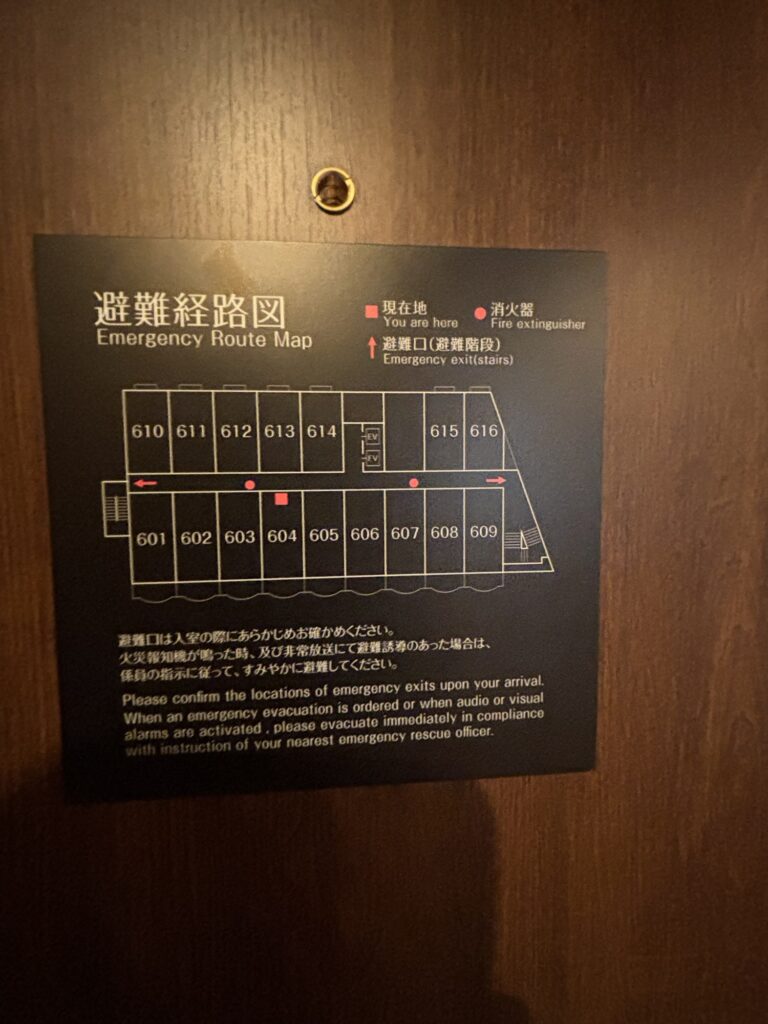 避難経路図
Emergency Route Map
現在地
You are here
消火器
Fire extinguisher
避難口(避難階段)
Emergency exit(stairs)
610 611 612 613 614 EV 615 616
EV
601 602 603 604 605 606 607 608 609
避難口は入室の際にあらかじめお確かめください。
火災報知機が鳴った時、及び非常放送にて避難誘導のあった場合は、
係員の指示に従って、すみやかに避難してください。
Please confirm the locations of emergency exits upon your arrival.
When an emergency evacuation is ordered or when audio or visual
alarms are activated , please evacuate immediately in compliance
with instruction of your nearest emergency rescue officer.